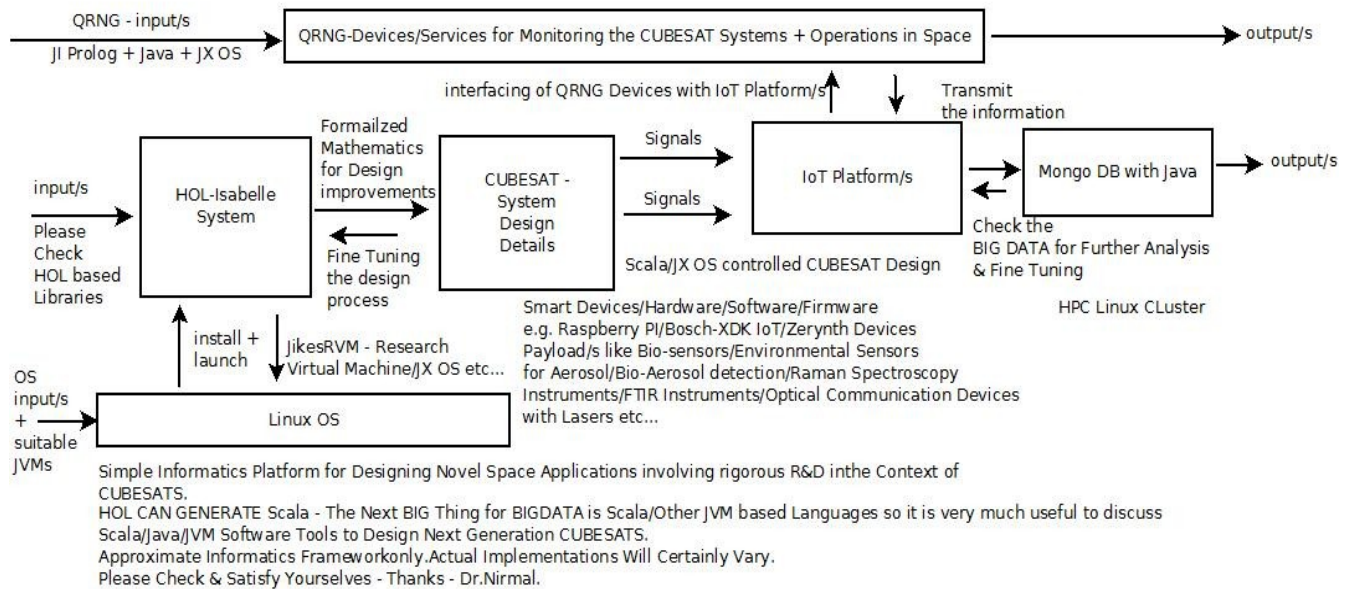 QRNG - input/s
JI Prolog + Java + JX OS
QRNG-Devices/Services for Monitoring the CUBESAT Systems + Operations in Space
output/s
interfacing of QRNG Devices with IoT Platform/s
Transmit
the information
input/s
Please
Check
HOL based
Libraries
HOL-Isabelle
System
Formailzed
Mathematics
for Design
improvements
Fine Tuning
the design
process
CUBESAT -
System
Design
Details
Signals
Signals
IoT Platform/s
Mongo DB with Java
output/s
Check the
BIG DATA for Further Analysis
& Fine Tuning
Scala/JX OS controlled CUBESAT Design
HPC Linux CLuster
Smart Devices/Hardware/Software/Firmware
e.g. Raspberry PI/Bosch-XDK IoT/Zerynth Devices
Payload/s like Bio-sensors/Environmental Sensors
for Aerosol/Bio-Aerosol detection/Raman Spectroscopy
Instruments/FTIR Instruments/Optical Communication Devices
with Lasers etc...
install +
launch
JikesRVM - Research
Virtual Machine/JX OS etc...
OS
input/s
+
suitable
JVMs
Linux OS
Simple Informatics Platform for Designing Novel Space Applications involving rigorous R&D inthe Context of
CUBESATS.
HOL CAN GENERATE Scala - The Next BIG Thing for BIGDATA is Scala/Other JVM based Languages so it is very much useful to discuss
Scala/Java/JVM Software Tools to Design Next Generation CUBESATS.
Approximate Informatics Frameworkonly.Actual Implementations Will Certainly Vary.
Please Check & Satisfy Yourselves - Thanks - Dr.Nirmal.